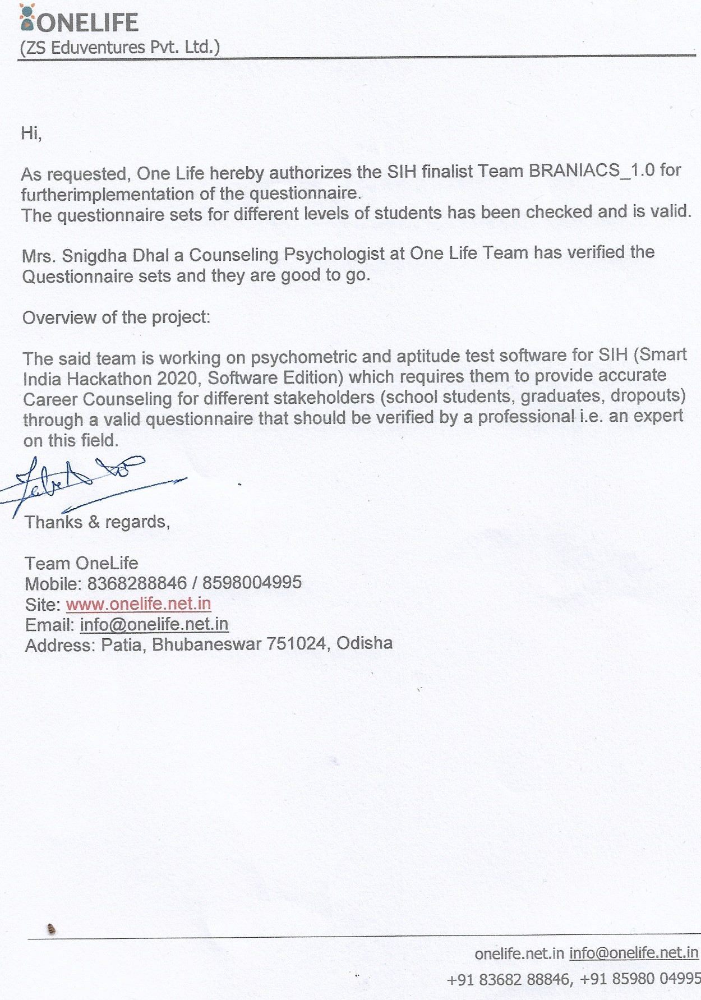 ONELIFE
(ZS Eduventures Pvt. Ltd.)
Hi,
As requested, One Life hereby authorizes the SIH finalist Team BRANIACS_1.0 for
furtherimplementation of the questionnaire.
The questionnaire sets for different levels of students has been checked and is valid.
Mrs. Snigdha Dhal a Counseling Psychologist at One Life Team has verified the
Questionnaire sets and they are good to go.
Overview of the project:
The said team is working on psychometric and aptitude test software for SIH (Smart
India Hackathon 2020, Software Edition) which requires them to provide accurate
Career Counseling for different stakeholders (school students, graduates, dropouts)
through a valid questionnaire that should be verified by a professional i.e. an expert
on this field.
Thanks & regards,
Team OneLife
Mobile: 8368288846 / 8598004995
Site: www.onelife.net.in
Email: info@onelife.net.in
Address: Patia, Bhubaneswar 751024, Odisha
onelife.net.in info@onelife.net.in
+91 83682 88846, +91 85980 04995